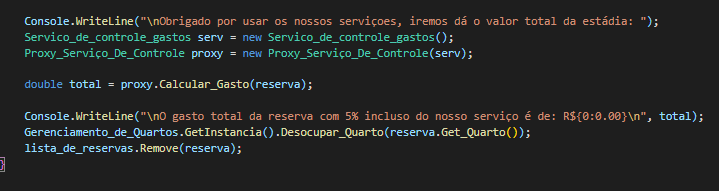 Console.WriteLine("\nObrigado por usar os nossos serviçoes, iremos dá o valor total da estádia: ");
Servico_de_controle_gastos serv = new Servico_de_controle_gastos();
Proxy_Serviço_De_Controle proxy = new Proxy_Serviço_De_Controle(serv);
double total = proxy.Calcular_Gasto(reserva);
Console.WriteLine("\nO gasto total da reserva com 5% incluso do nosso serviço é de: R${0:0.00}\n", total);
Gerenciamento_de_Quartos.GetInstancia().Desocupar_Quarto(reserva.Get_Quarto());
lista_de_reservas.Remove(reserva);
}